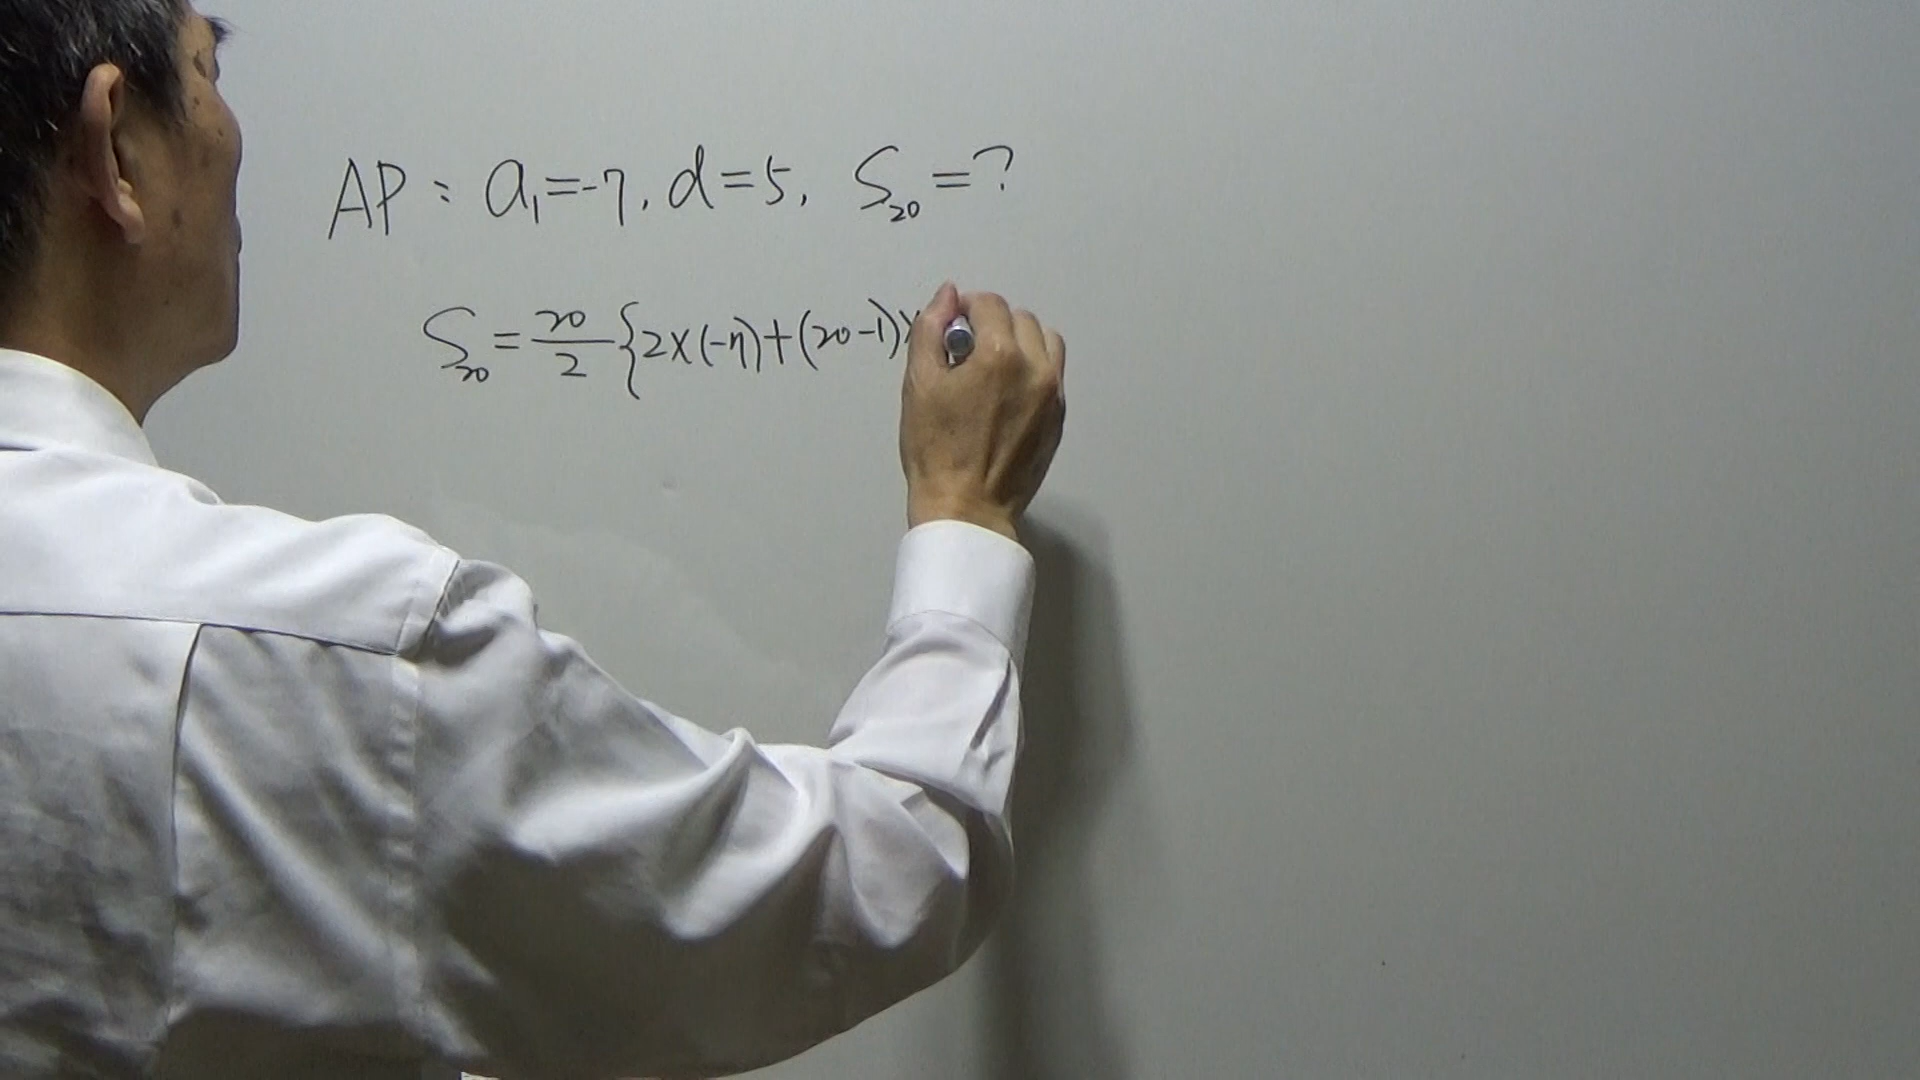 AP : a₁=-7, d=5, S₂₀=?
S₂₀=20/2{2×(-7)+(20-1)×